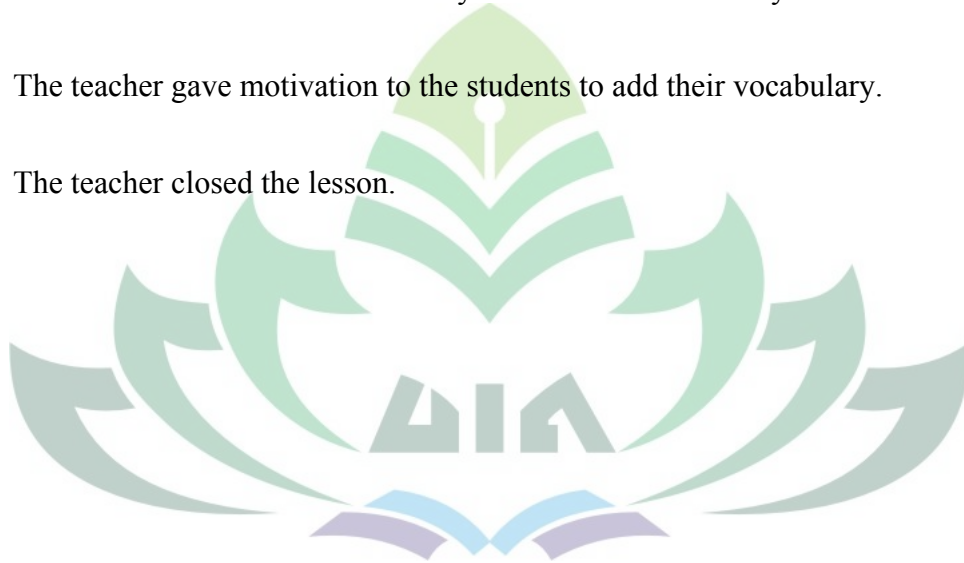 The teacher gave motivation to the students to add their vocabulary.
The teacher closed the lesson.